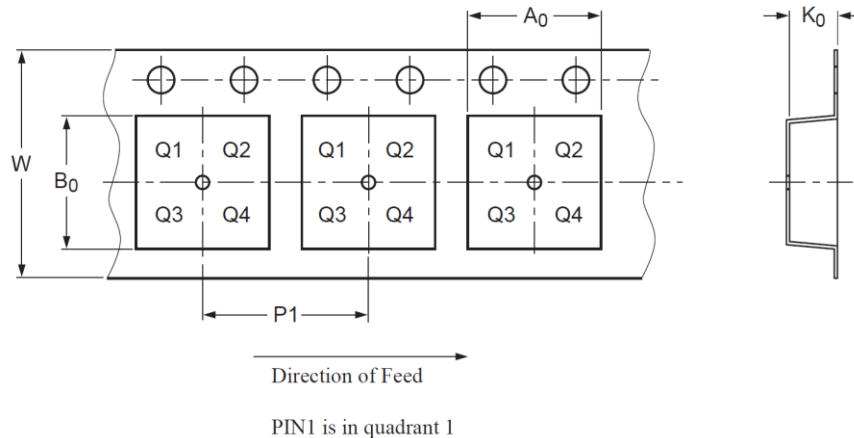 A0
K0
W
B0
Q1 Q2 Q1 Q2 Q1 Q2
Q3 Q4 Q3 Q4 Q3 Q4
P1
Direction of Feed
PIN1 is in quadrant 1